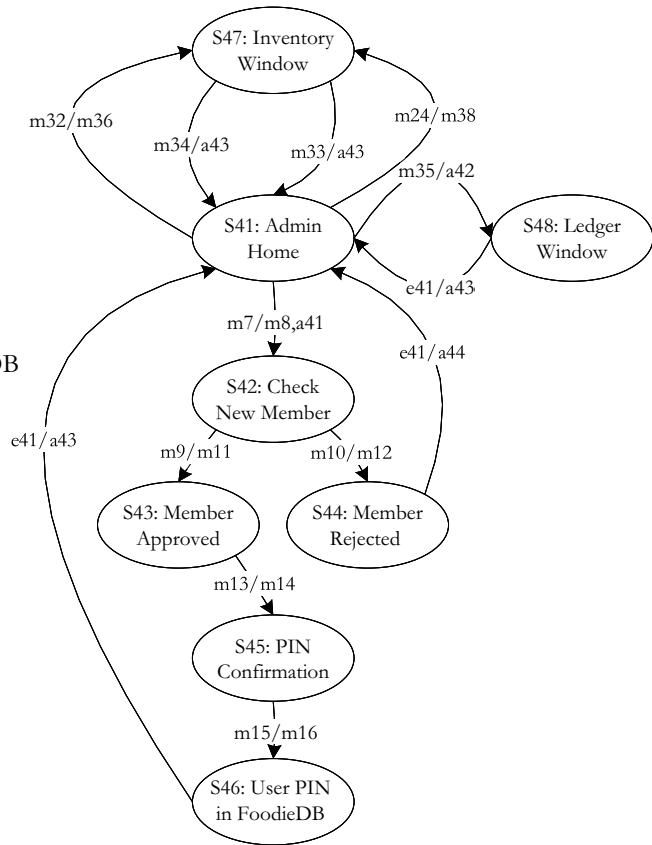 S47: Inventory
Window
m32/m36
m24/m38
m34/a43
m33/a43
m35/a42
S41: Admin
Home
S48: Ledger
Window
e41/a43
m7/m8,a41
e41/a44
S42: Check
New Member
e41/a43
m9/m11
m10/m12
S43: Member
Approved
S44: Member
Rejected
m13/m14
S45: PIN
Confirmation
m15/m16
S46: User PIN
in FoodieDB